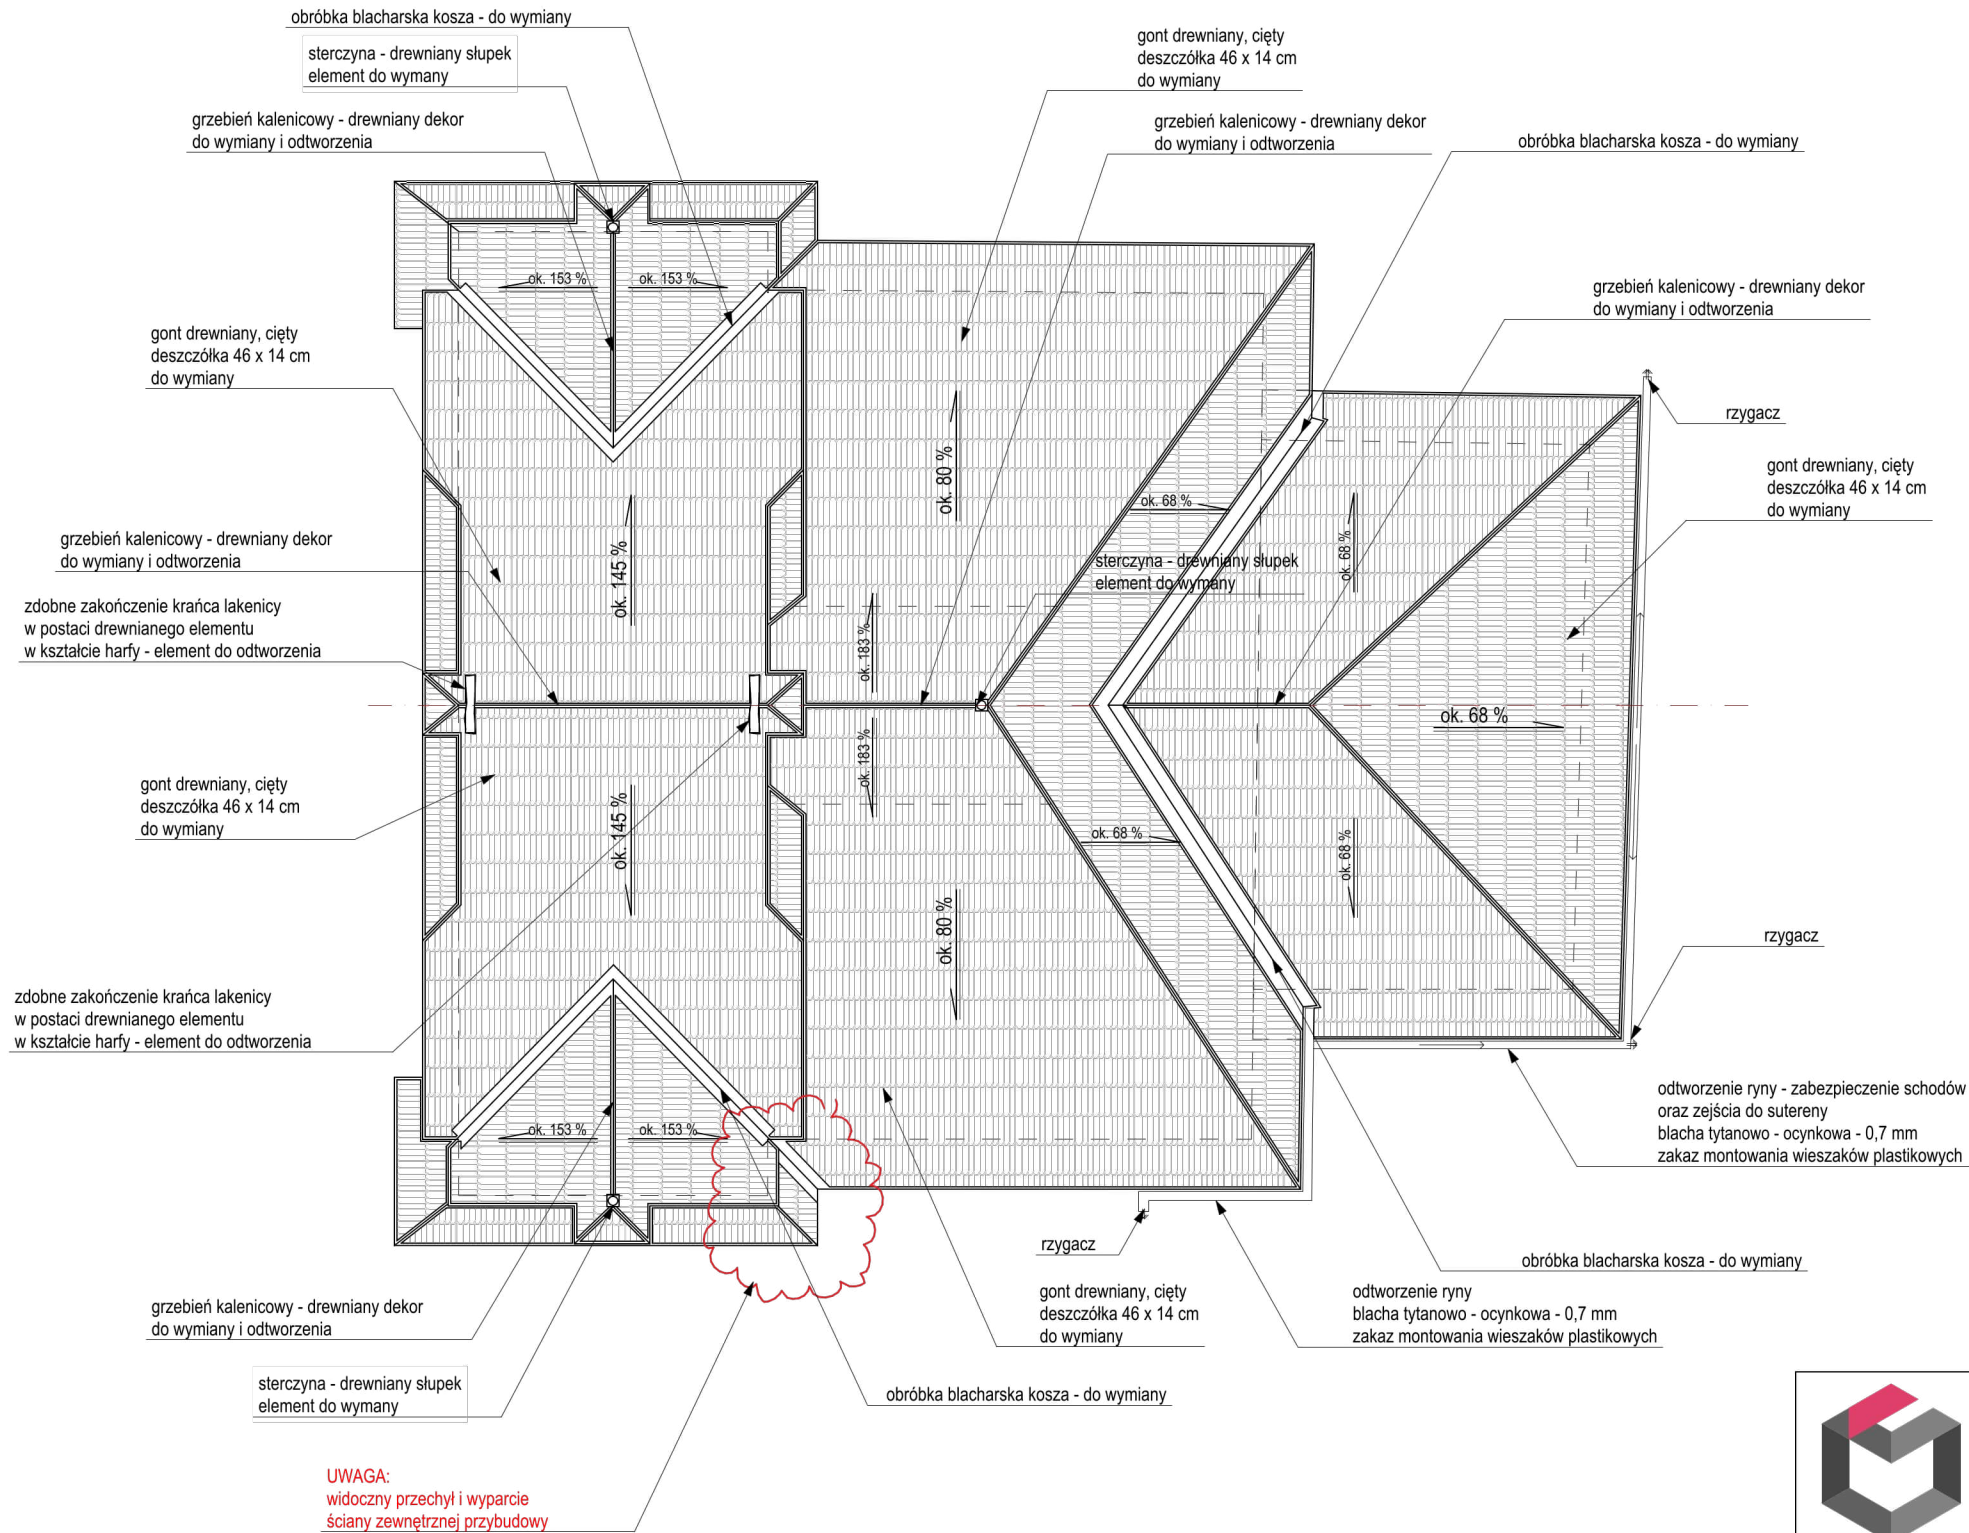 obróbka blacharska kosza - do wymiany
sterczyna - drewniany słupek
element do wymany
grzebień kalenicowy - drewniany dekor
do wymiany i odtworzenia
gont drewniany, cięty
deszczółka 46 x 14 cm
do wymiany
grzebień kalenicowy - drewniany dekor
do wymiany i odtworzenia
obróbka blacharska kosza - do wymiany
grzebień kalenicowy - drewniany dekor
do wymiany i odtworzenia
rzygacz
gont drewniany, cięty
deszczółka 46 x 14 cm
do wymiany
gont drewniany, cięty
deszczółka 46 x 14 cm
do wymiany
grzebień kalenicowy - drewniany dekor
do wymiany i odtworzenia
zdobne zakończenie krańca lakenicy
w postaci drewnianego elementu
w kształcie harfy - element do odtworzenia
gont drewniany, cięty
deszczółka 46 x 14 cm
do wymiany
zdobne zakończenie krańca lakenicy
w postaci drewnianego elementu
w kształcie harfy - element do odtworzenia
ok. 153 %
ok. 153 %
ok. 145 %
ok. 80 %
ok. 183 %
ok. 68 %
sterczyna - drewniany słupek
element do wymany
ok. 68 %
ok. 68 %
ok. 183 %
ok. 145 %
ok. 80 %
ok. 68 %
ok. 68 %
ok. 153 %
ok. 153 %
rzygacz
odtworzenie ryny - zabezpieczenie schodów
oraz zejścia do sutereny
blacha tytanowo - ocynkowa - 0,7 mm
zakaz montowania wieszaków plastikowych
rzygacz
obróbka blacharska kosza - do wymiany
gont drewniany, cięty
deszczółka 46 x 14 cm
do wymiany
odtworzenie ryny
blacha tytanowo - ocynkowa - 0,7 mm
zakaz montowania wieszaków plastikowych
grzebień kalenicowy - drewniany dekor
do wymiany i odtworzenia
sterczyna - drewniany słupek
element do wymany
obróbka blacharska kosza - do wymiany
UWAGA:
widoczny przechył i wyparcie
ściany zewnętrznej przybudowy